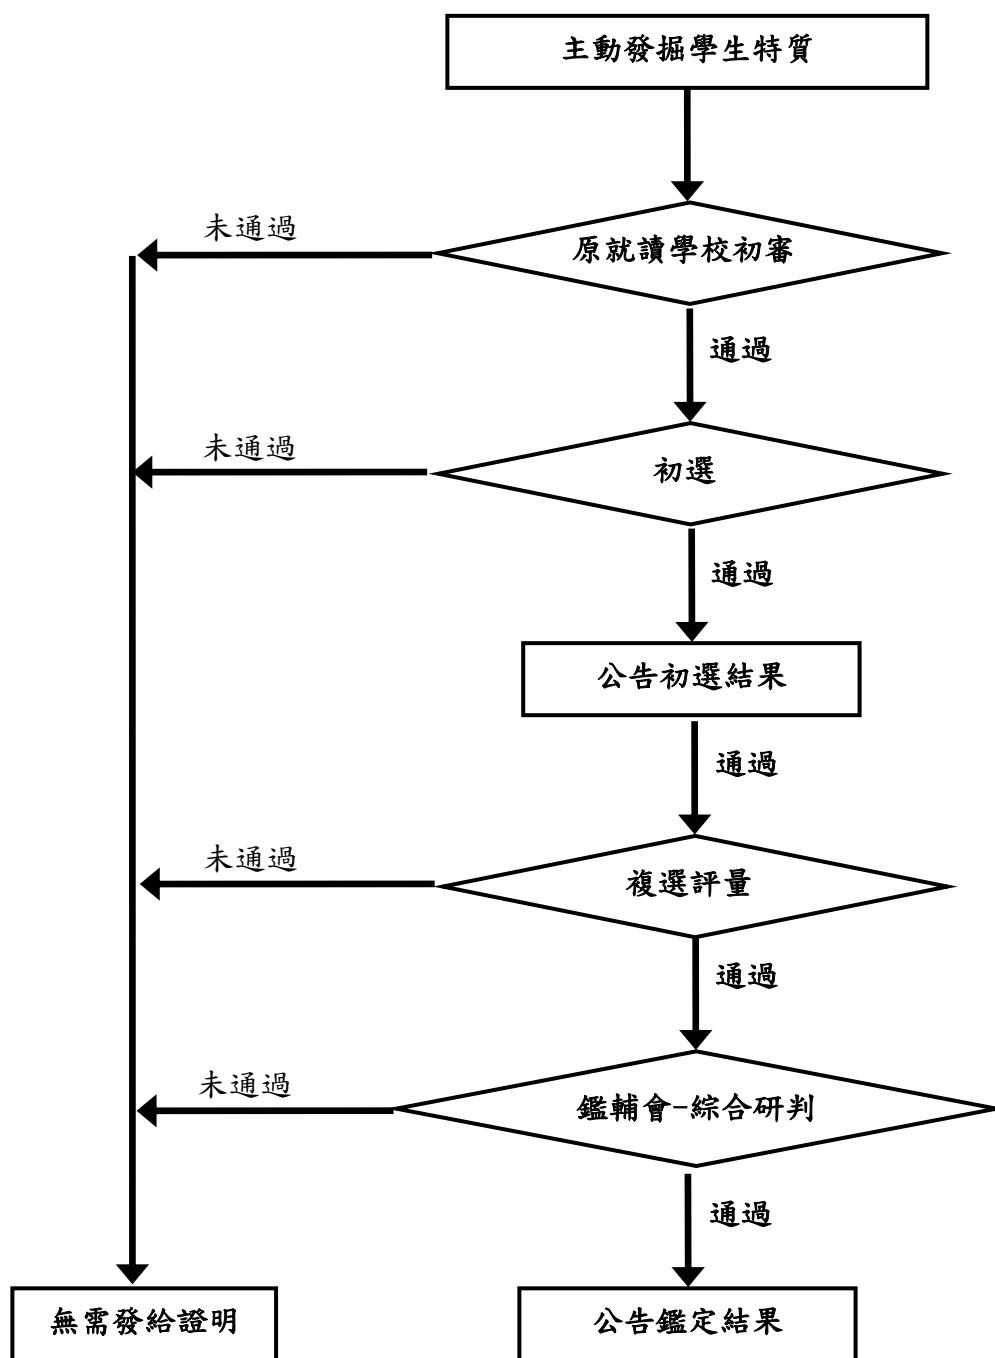 主動發掘學生特質
未通過
原就讀學校初審
通過
未通過
初選
通過
公告初選結果
通過
未通過
複選評量
通過
未通過
鑑輔會-綜合研判
通過
無需發給證明
公告鑑定結果